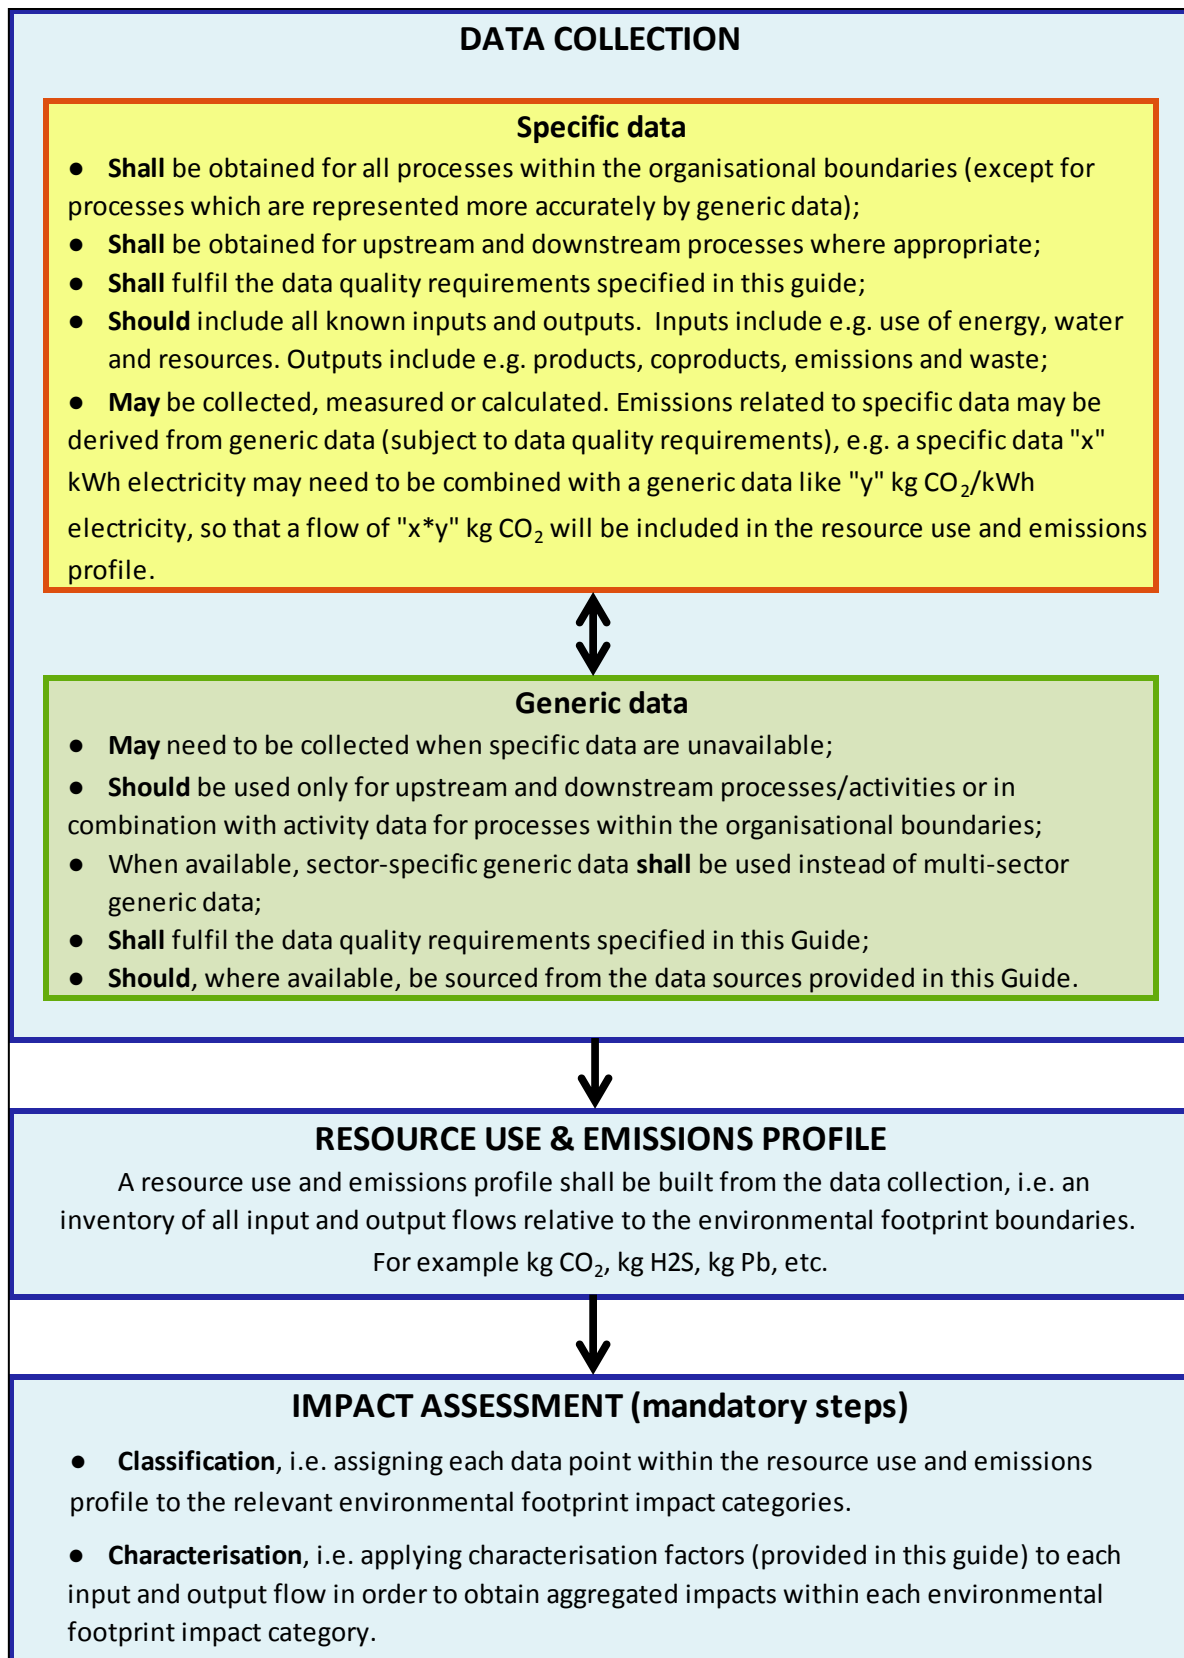 DATA COLLECTION
Specific data
● Shall be obtained for all processes within the organisational boundaries (except for
processes which are represented more accurately by generic data);
● Shall be obtained for upstream and downstream processes where appropriate;
● Shall fulfil the data quality requirements specified in this guide;
● Should include all known inputs and outputs.  Inputs include e.g. use of energy, water
and resources. Outputs include e.g. products, coproducts, emissions and waste;
● May be collected, measured or calculated. Emissions related to specific data may be
derived from generic data (subject to data quality requirements), e.g. a specific data "x"
kWh electricity may need to be combined with a generic data like "y" kg CO₂/kWh
electricity, so that a flow of "x*y" kg CO₂ will be included in the resource use and emissions
profile.
Generic data
● May need to be collected when specific data are unavailable;
● Should be used only for upstream and downstream processes/activities or in
combination with activity data for processes within the organisational boundaries;
● When available, sector-specific generic data shall be used instead of multi-sector
generic data;
● Shall fulfil the data quality requirements specified in this Guide;
● Should, where available, be sourced from the data sources provided in this Guide.
RESOURCE USE & EMISSIONS PROFILE
A resource use and emissions profile shall be built from the data collection, i.e. an
inventory of all input and output flows relative to the environmental footprint boundaries.
For example kg CO₂, kg H2S, kg Pb, etc.
IMPACT ASSESSMENT (mandatory steps)
● Classification, i.e. assigning each data point within the resource use and emissions
profile to the relevant environmental footprint impact categories.
● Characterisation, i.e. applying characterisation factors (provided in this guide) to each
input and output flow in order to obtain aggregated impacts within each environmental
footprint impact category.